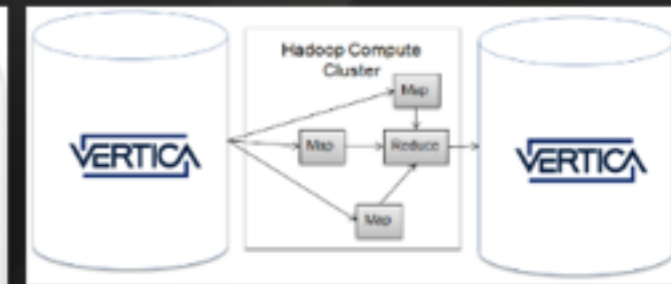 VERTICA
Hadoop Compute
Cluster
Map
Map
Reduce
Map
VERTICA